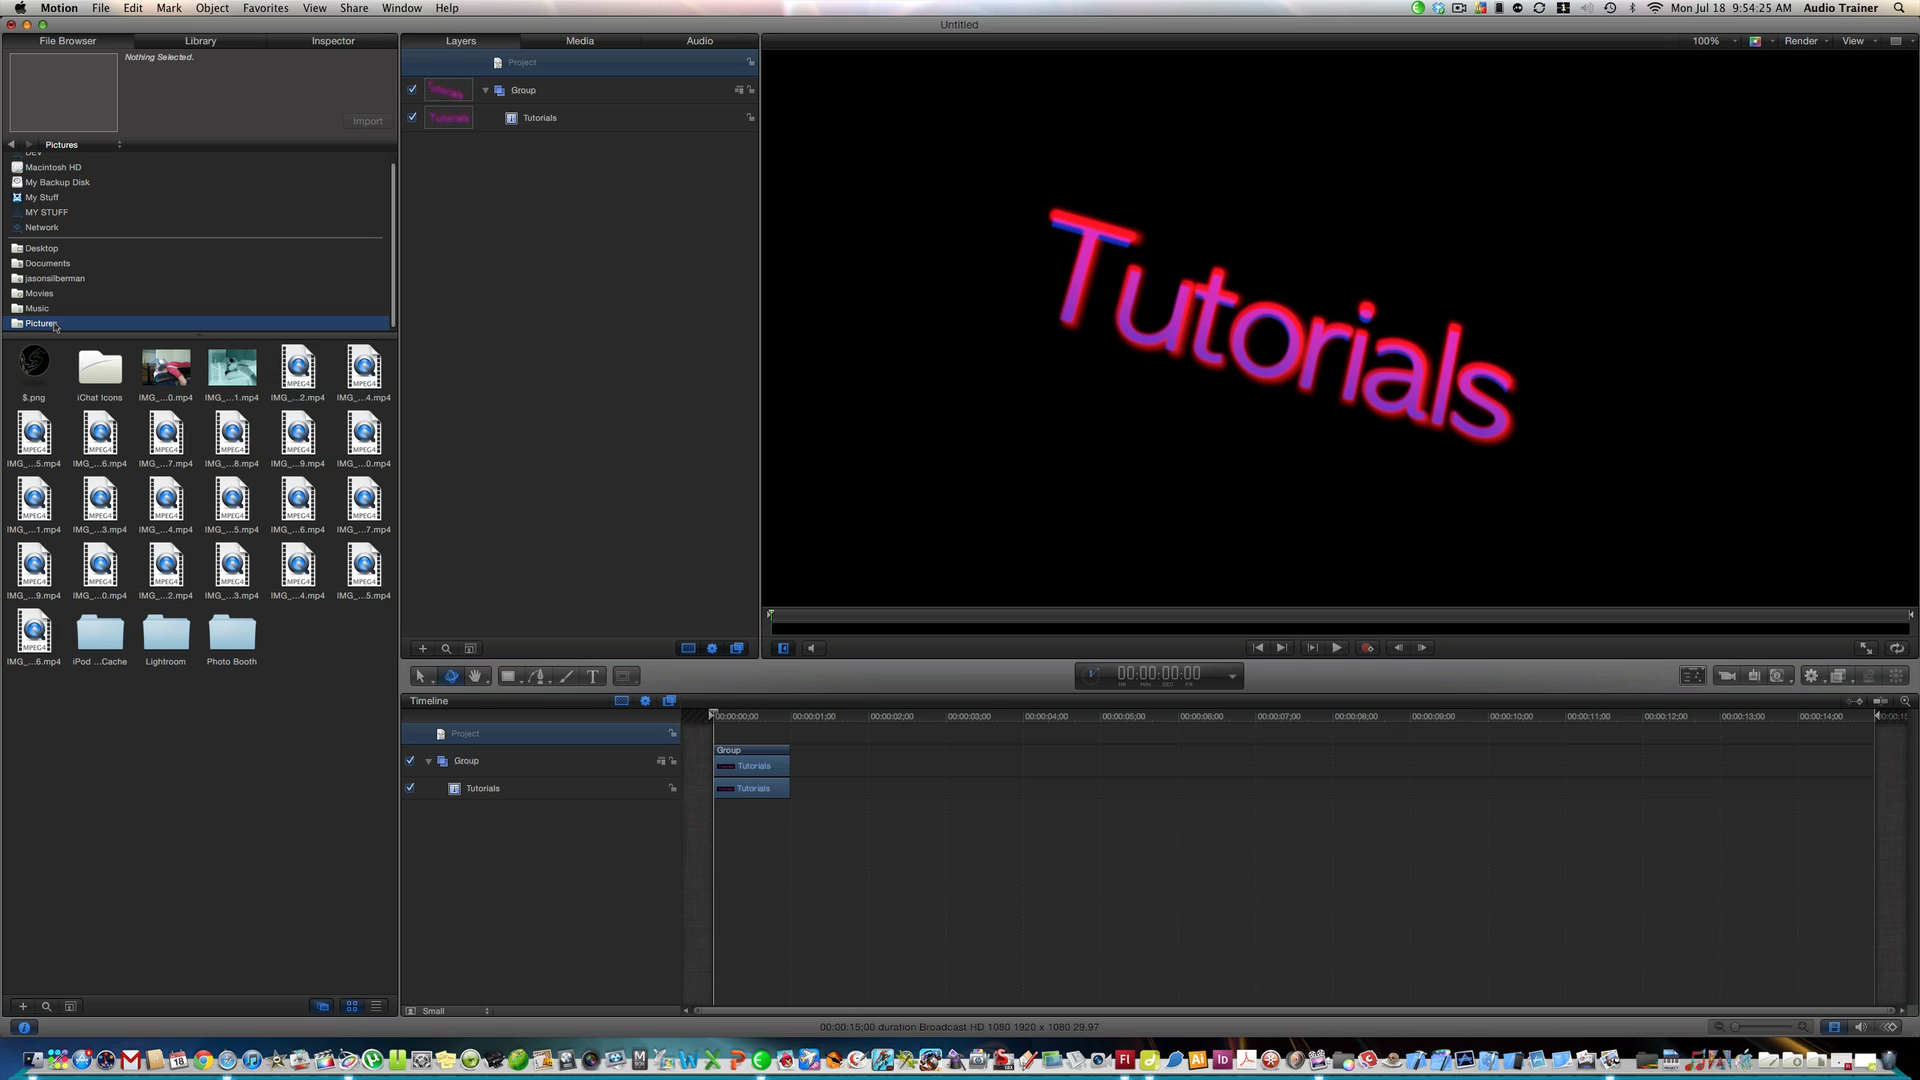 Motion File Edit Mark Object Favorites View Share Window Help
Mon Jul 18 9:54:25 AM Audio Trainer
Untitled
File Browser Library Inspector
Layers Media Audio
100% Render View
Nothing Selected.
Import
Project
Group
Tutorials
Pictures
DEV
Macintosh HD
My Backup Disk
My Stuff
MY STUFF
Network
Desktop
Documents
jasonsilberman
Movies
Music
Pictures
Tutorials
$.png iChat Icons IMG_...0.mp4 IMG_...1.mp4 IMG_...2.mp4 IMG_...4.mp4
IMG_...5.mp4 IMG_...6.mp4 IMG_...7.mp4 IMG_...8.mp4 IMG_...9.mp4 IMG_...0.mp4
IMG_...1.mp4 IMG_...3.mp4 IMG_...4.mp4 IMG_...5.mp4 IMG_...6.mp4 IMG_...7.mp4
IMG_...9.mp4 IMG_...0.mp4 IMG_...2.mp4 IMG_...3.mp4 IMG_...4.mp4 IMG_...5.mp4
IMG_...6.mp4 iPod ...Cache Lightroom Photo Booth
00:00:00:00
HR MIN SEC FR
Timeline
00:00:00;00 00:00:01;00 00:00:02;00 00:00:03;00 00:00:04;00 00:00:05;00 00:00:06;00 00:00:07;00 00:00:08;00 00:00:09;00 00:00:10;00 00:00:11;00 00:00:12;00 00:00:13;00 00:00:14;00
Project
Group
Tutorials
Group
Tutorials
Tutorials
Small
00:00:15;00 duration Broadcast HD 1080 1920 x 1080 29.97